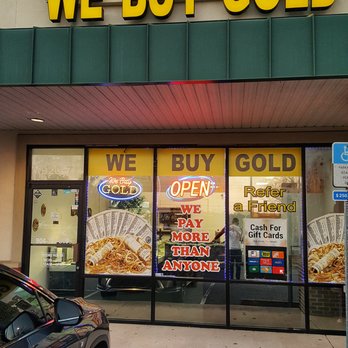 WE BUY GOLD
WE BUY GOLD
We Buy
GOLD
OPEN
WE
PAY
MORE
THAN
ANYONE
Refer
a Friend
Cash For
Gift Cards